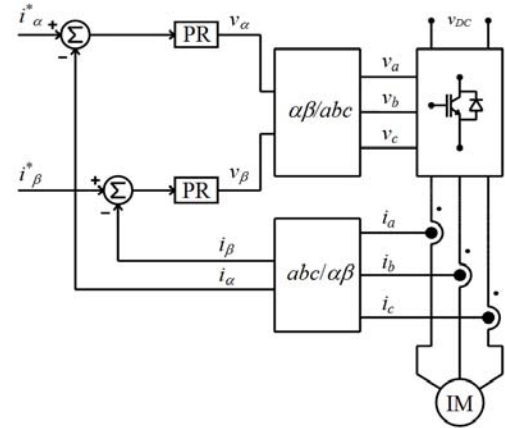 i*α + Σ − PR vα
vDC
αβ/abc
va
vb
vc
i*β + Σ − PR vβ
ia
iβ
iα
abc/αβ
ib
ic
IM